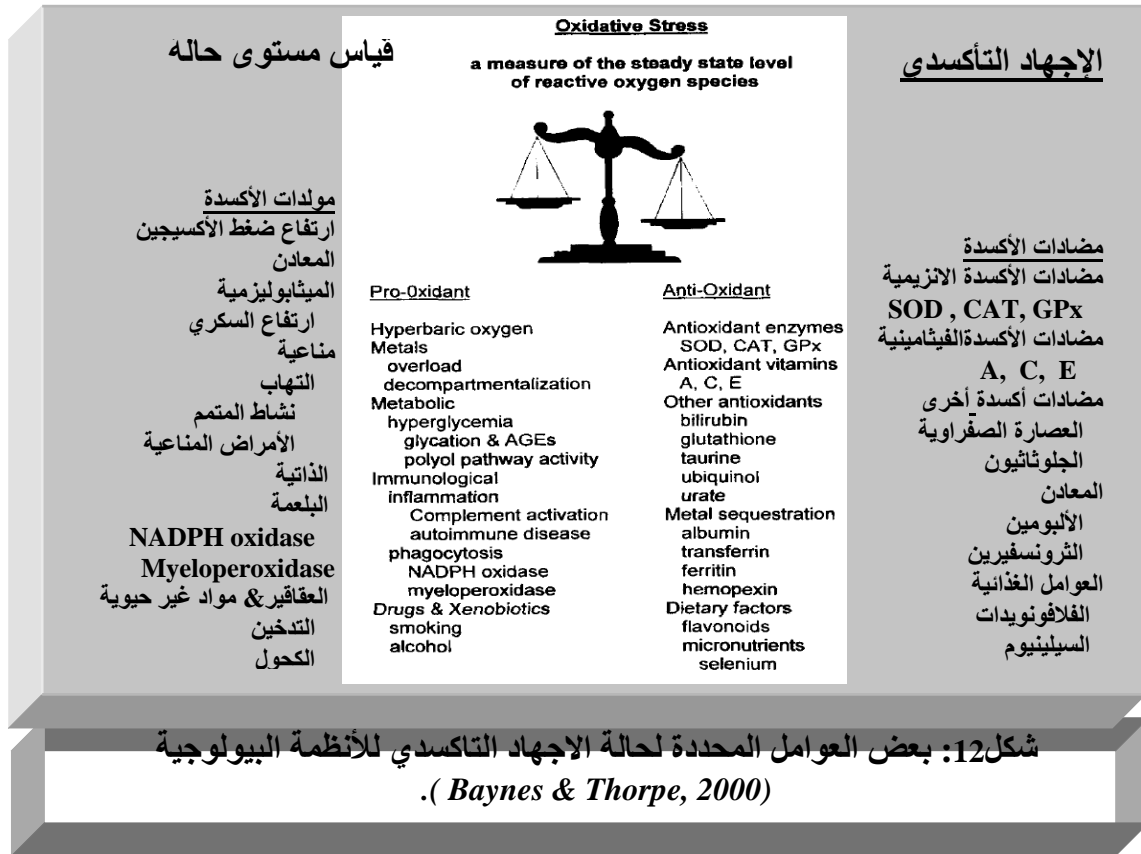 قياس مستوى حالة
الإجهاد التأكسدي
Oxidative Stress
a measure of the steady state level
of reactive oxygen species
مولدات الأكسدة
ارتفاع ضغط الأكسيجين
المعادن
الميثابوليزمية
ارتفاع السكري
مناعية
التهاب
نشاط المتمم
الأمراض المناعية
الذاتية
البلعمة
NADPH oxidase
Myeloperoxidase
العقاقير& مواد غير حيوية
التدخين
الكحول
Pro-0xidant
Hyperbaric oxygen
Metals
overload
decompartmentalization
Metabolic
hyperglycemia
glycation & AGEs
polyol pathway activity
Immunological
inflammation
Complement activation
autoimmune disease
phagocytosis
NADPH oxidase
myeloperoxidase
Drugs & Xenobiotics
smoking
alcohol
Anti-Oxidant
Antioxidant enzymes
SOD, CAT, GPx
Antioxidant vitamins
A, C, E
Other antioxidants
bilirubin
glutathione
taurine
ubiquinol
urate
Metal sequestration
albumin
transferrin
ferritin
hemopexin
Dietary factors
flavonoids
micronutrients
selenium
مضادات الأكسدة
مضادات الأكسدة الانزيمية
SOD , CAT, GPx
مضادات الأكسدةالفيثامينية
A, C, E
مضادات أكسدة أخرى
العصارة الصفراوية
الجلوثاثيون
المعادن
الألبومين
الثرونسفيرين
العوامل الغذائية
الفلافونويدات
السيلينيوم
شكل12: بعض العوامل المحددة لحالة الاجهاد التاكسدي للأنظمة البيولوجية
.( Baynes & Thorpe, 2000)